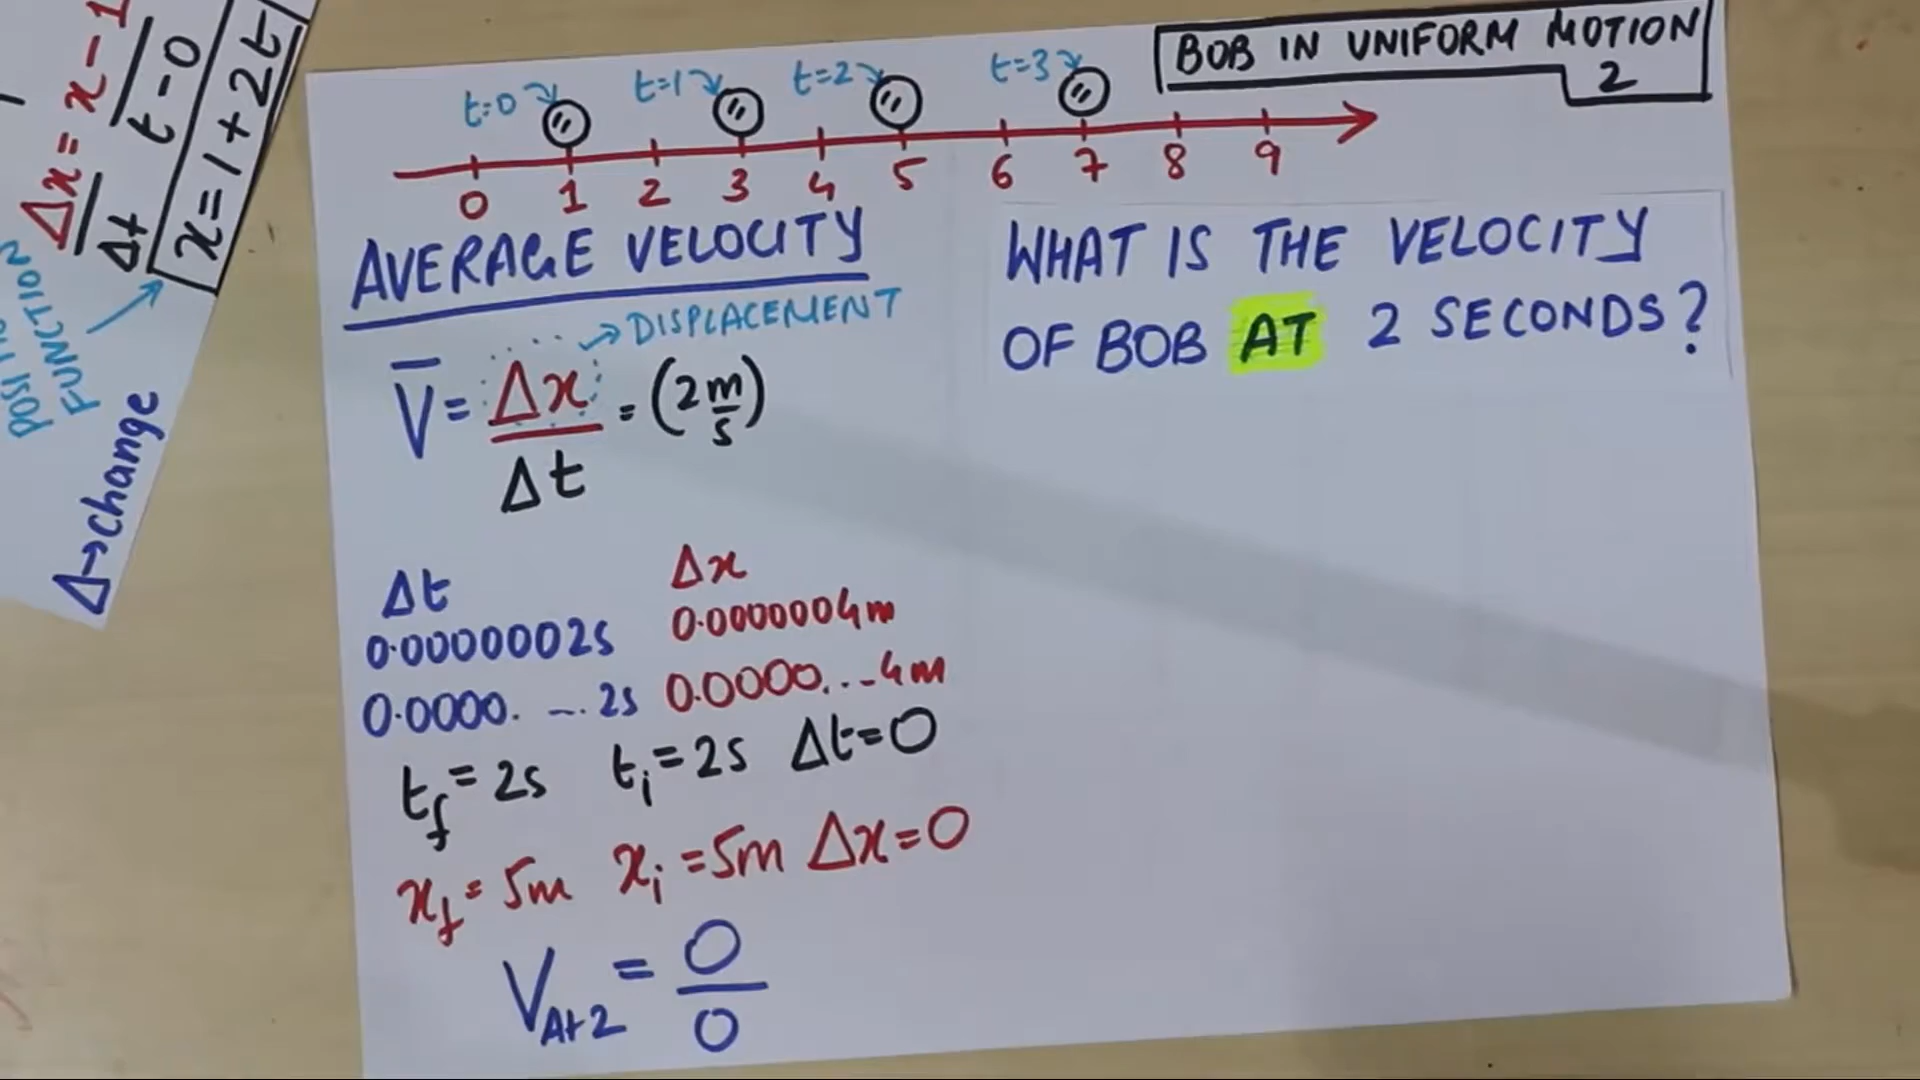 Δx = x - 1
Δt t - 0
x = 1 + 2t
FUNCTION
Δ→change
BOB IN UNIFORM MOTION
2
t=0 t=1 t=2 t=3
0 1 2 3 4 5 6 7 8 9
AVERAGE VELOCITY
DISPLACEMENT
V̅ = Δx = (2 m/s)
Δt
Δt Δx
0.0000002s 0.0000004m
0.0000. ... 2s 0.0000...4m
tf = 2s ti = 2s Δt=0
xf = 5m xi = 5m Δx=0
VAt2 = 0
0
WHAT IS THE VELOCITY
OF BOB AT 2 SECONDS?